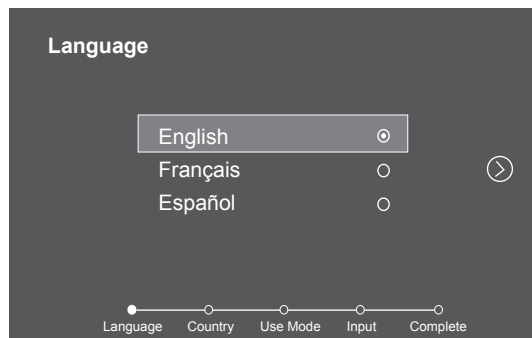 Language
English
Français
Español
Language Country Use Mode Input Complete